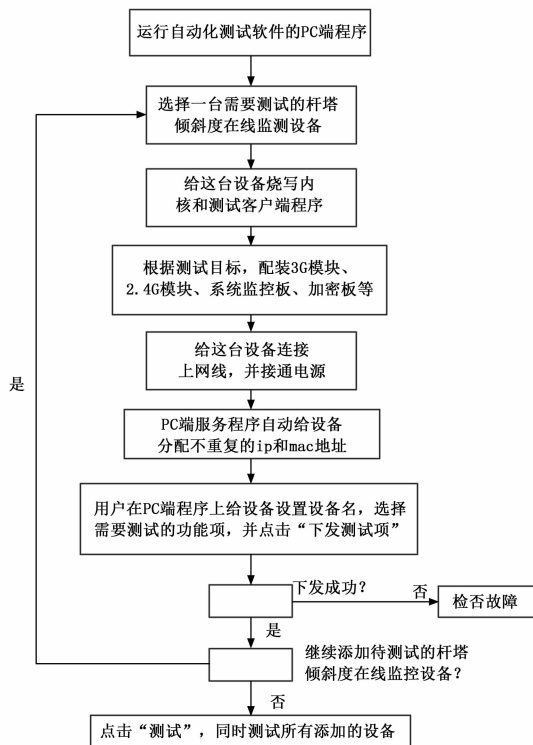 运行自动化测试软件的PC端程序
选择一台需要测试的杆塔
倾斜度在线监测设备
给这台设备烧写内
核和测试客户端程序
根据测试目标，配装3G模块、
2.4G模块、系统监控板、加密板等
给这台设备连接
上网线，并接通电源
是
PC端服务程序自动给设备
分配不重复的ip和mac地址
用户在PC端程序上给设备设置设备名，选择
需要测试的功能项，并点击“下发测试项”
下发成功？
否
检否故障
是
继续添加待测试的杆塔
倾斜度在线监控设备？
否
点击“测试”，同时测试所有添加的设备